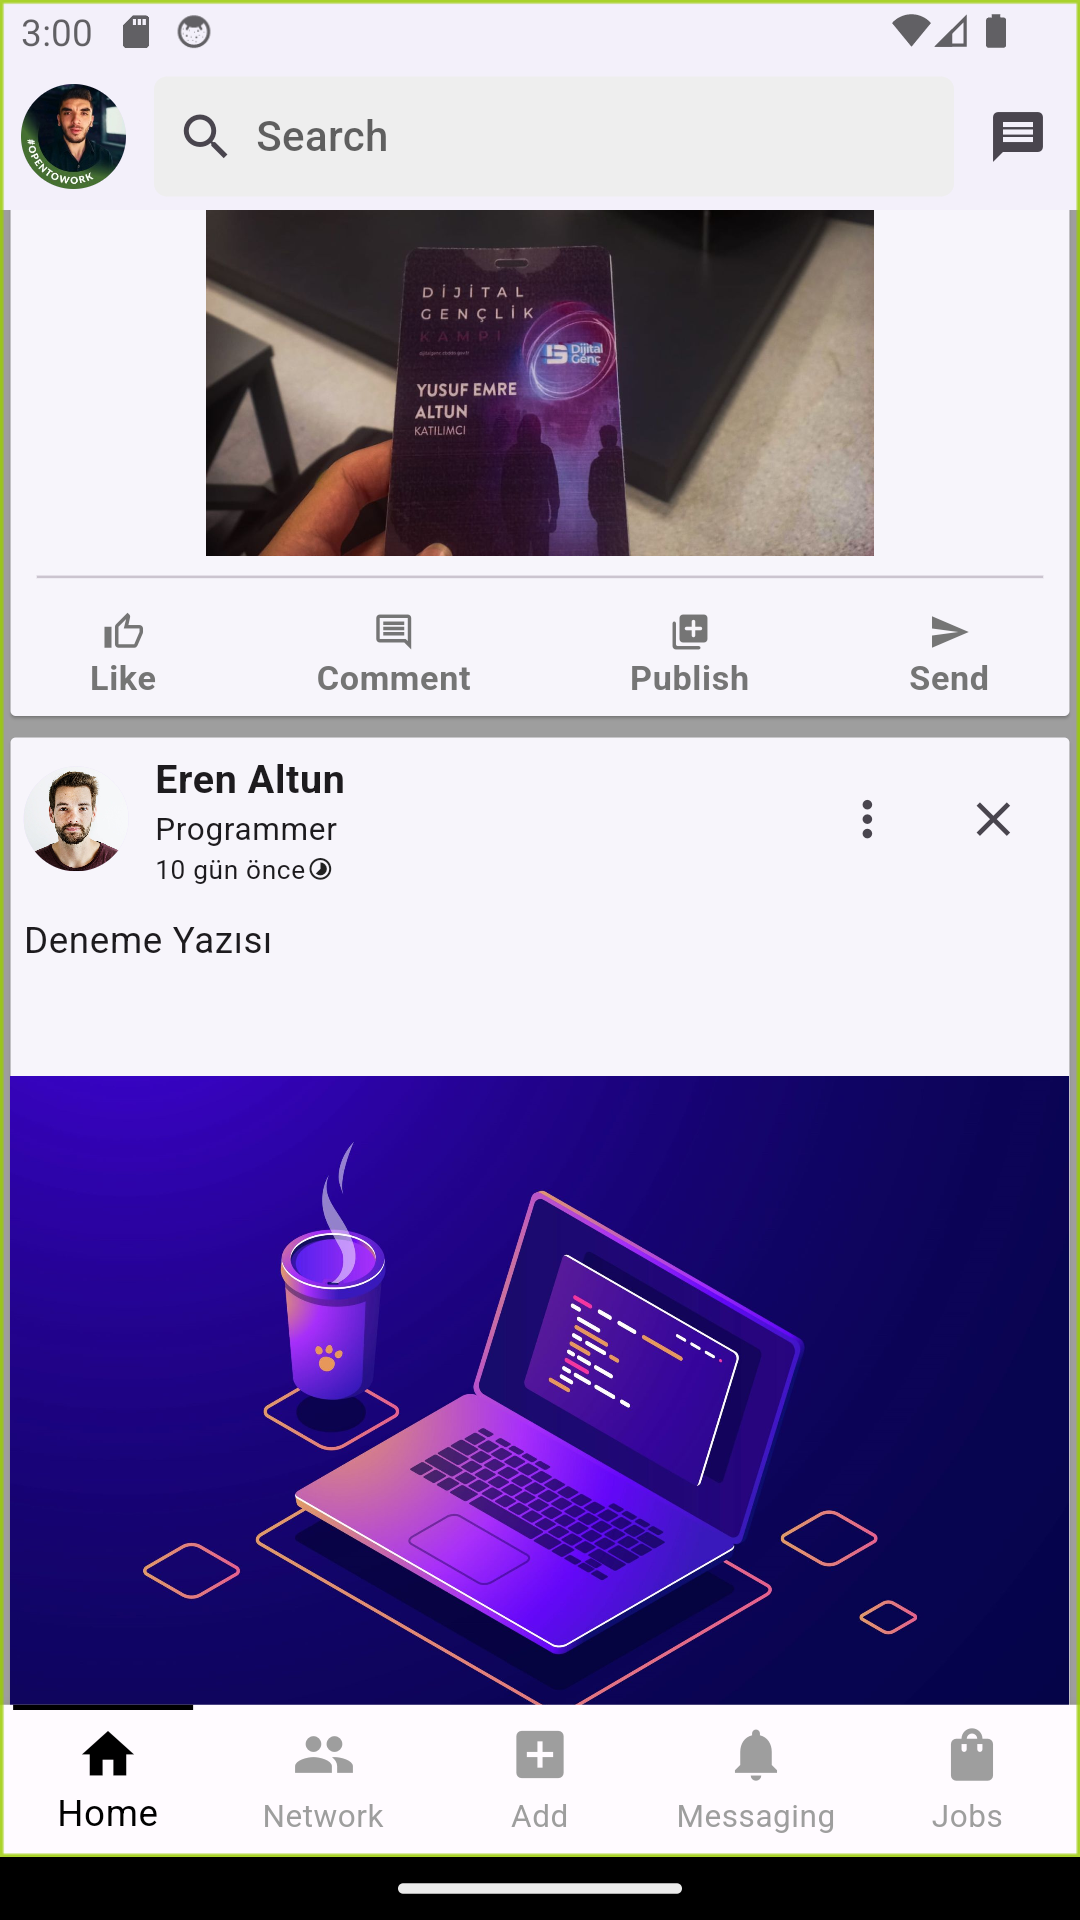 3:00
#OPENTOWORK
Search
DİJİTAL
GENÇLİK
KAMPI
Dijital
Genç
YUSUF EMRE
ALTUN
KATILIMCI
Like
Comment
Publish
Send
Eren Altun
Programmer
10 gün önce
Deneme Yazısı
Home
Network
Add
Messaging
Jobs